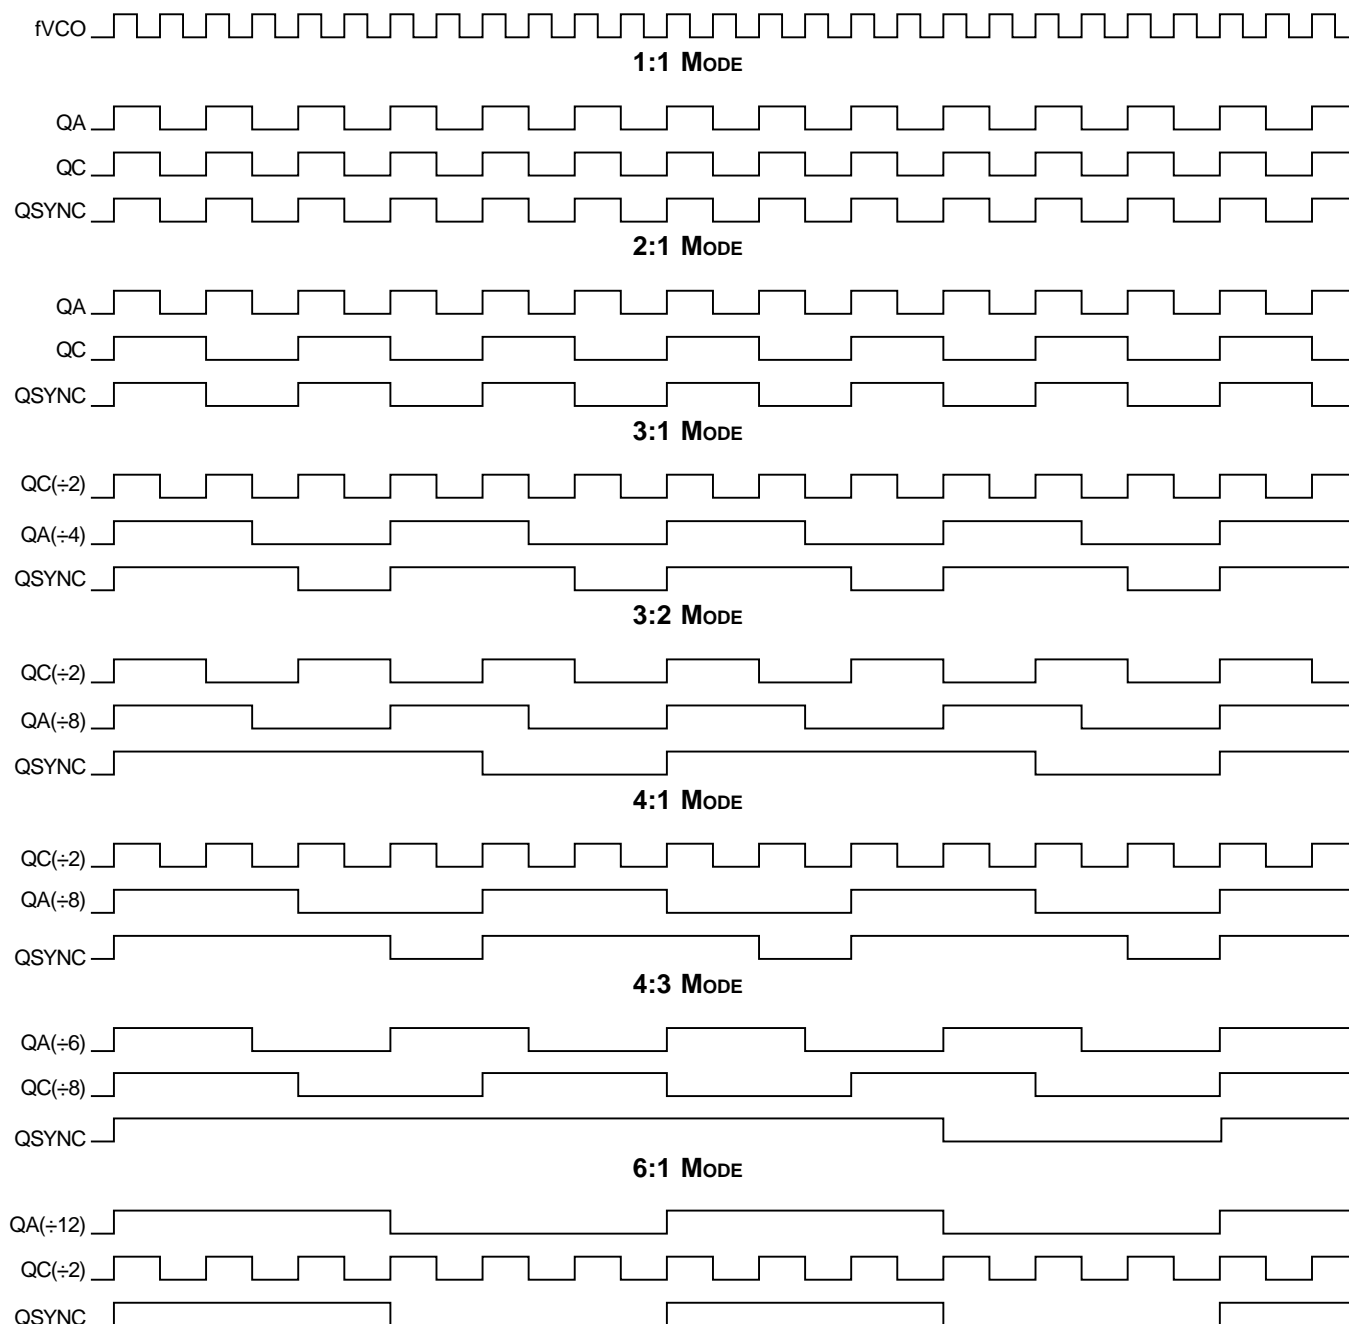 fVCO
1:1 MODE
QA
QC
QSYNC
2:1 MODE
QA
QC
QSYNC
3:1 MODE
QC(÷2)
QA(÷4)
QSYNC
3:2 MODE
QC(÷2)
QA(÷8)
QSYNC
4:1 MODE
QC(÷2)
QA(÷8)
QSYNC
4:3 MODE
QA(÷6)
QC(÷8)
QSYNC
6:1 MODE
QA(÷12)
QC(÷2)
QSYNC